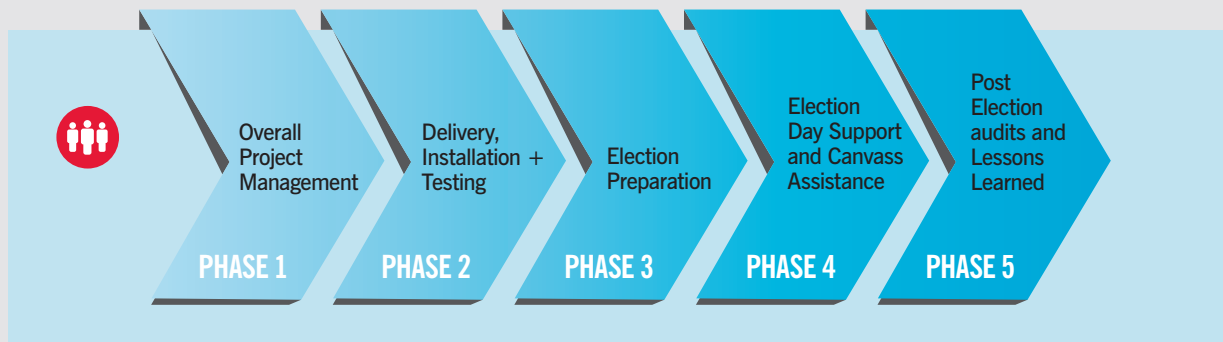 Overall
Project
Management
PHASE 1
Delivery,
Installation +
Testing
PHASE 2
Election
Preparation
PHASE 3
Election
Day Support
and Canvass
Assistance
PHASE 4
Post
Election
audits and
Lessons
Learned
PHASE 5